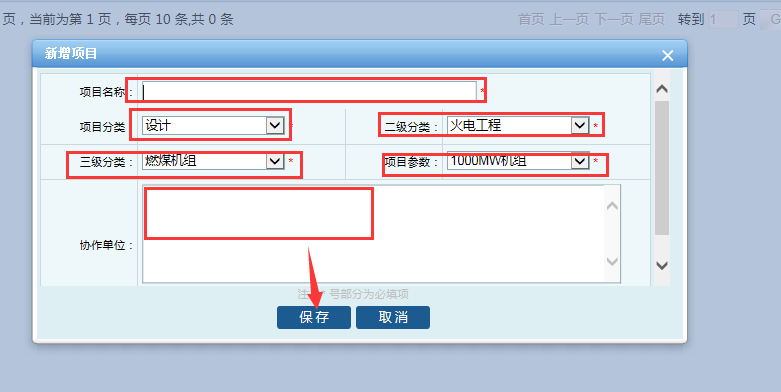 页，当前为第 1 页，每页 10 条,共 0 条 首页 上一页 下一页 尾页 转到 1 页 G
新增项目
项目名称： *
项目分类 设计 * 二级分类： 火电工程 *
三级分类： 燃煤机组 * 项目参数： 1000MW机组 *
协作单位：
注 * 号部分为必填项
保存 取消